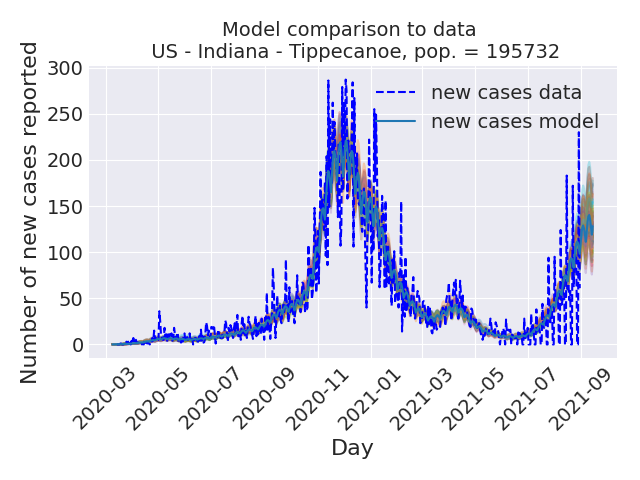 Model comparison to data
US - Indiana - Tippecanoe, pop. = 195732
Number of new cases reported
300
250
200
150
100
50
0
new cases data
new cases model
2020-03
2020-05
2020-07
2020-09
2020-11
2021-01
2021-03
2021-05
2021-07
2021-09
Day